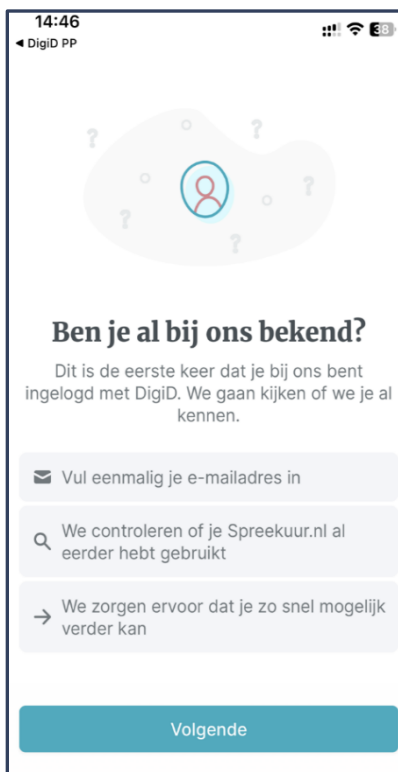 14:46
38
◀ DigiD PP
Ben je al bij ons bekend?
Dit is de eerste keer dat je bij ons bent
ingelogd met DigiD. We gaan kijken of we je al
kennen.
Vul eenmalig je e-mailadres in
We controleren of je Spreekuur.nl al
eerder hebt gebruikt
We zorgen ervoor dat je zo snel mogelijk
verder kan
Volgende